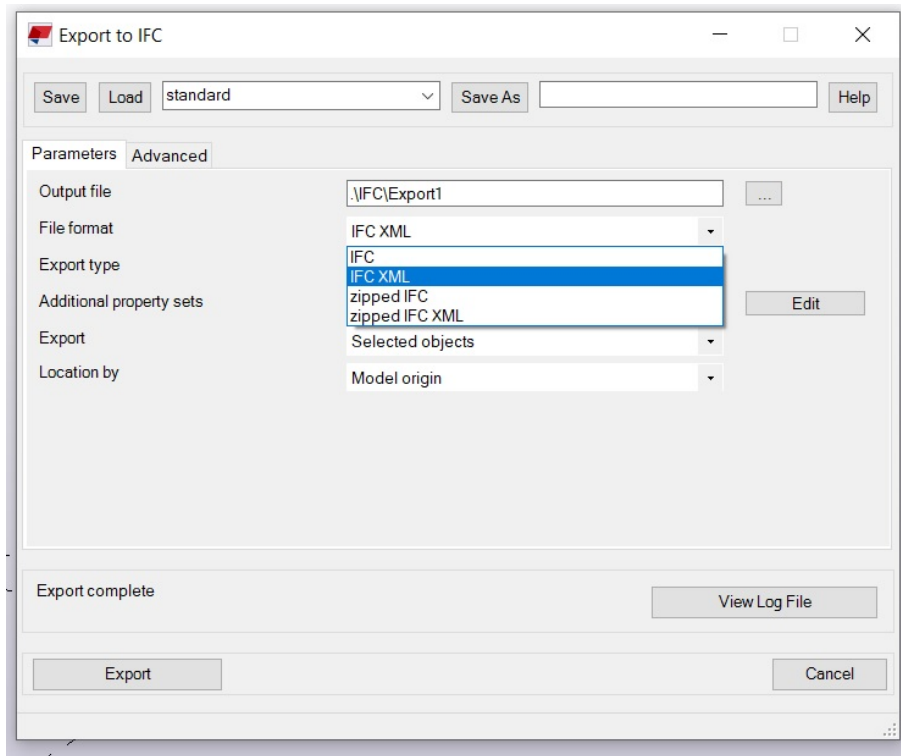 Export to IFC
Save Load standard Save As Help
Parameters Advanced
Output file .\IFC\Export1 ...
File format IFC XML
IFC
Export type IFC XML
Additional property sets zipped IFC Edit
zipped IFC XML
Export Selected objects
Location by Model origin
Export complete View Log File
Export Cancel